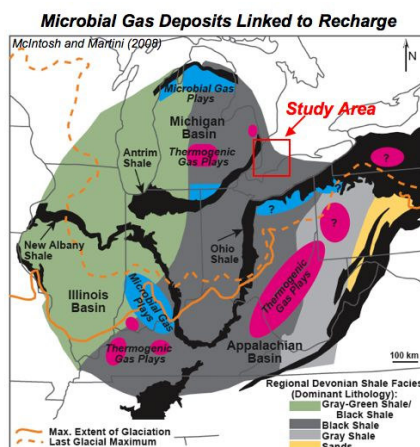 Microbial Gas Deposits Linked to Recharge
McIntosh and Martini (2008)
N
Microbial Gas Plays
Michigan
Basin
Study Area
Antrim
Shale
Thermogenic
Gas Plays
?
?
?
?
New Albany
Shale
Ohio
Shale
Illinois
Basin
Microbial Gas
Plays
Thermogenic
Gas Plays
Thermogenic
Gas Plays
Appalachian
Basin
100 km
Regional Devonian Shale Facies
(Dominant Lithology):
Gray-Green Shale/
Black Shale
Black Shale
Gray Shale
Sands
Max. Extent of Glaciation
Last Glacial Maximum